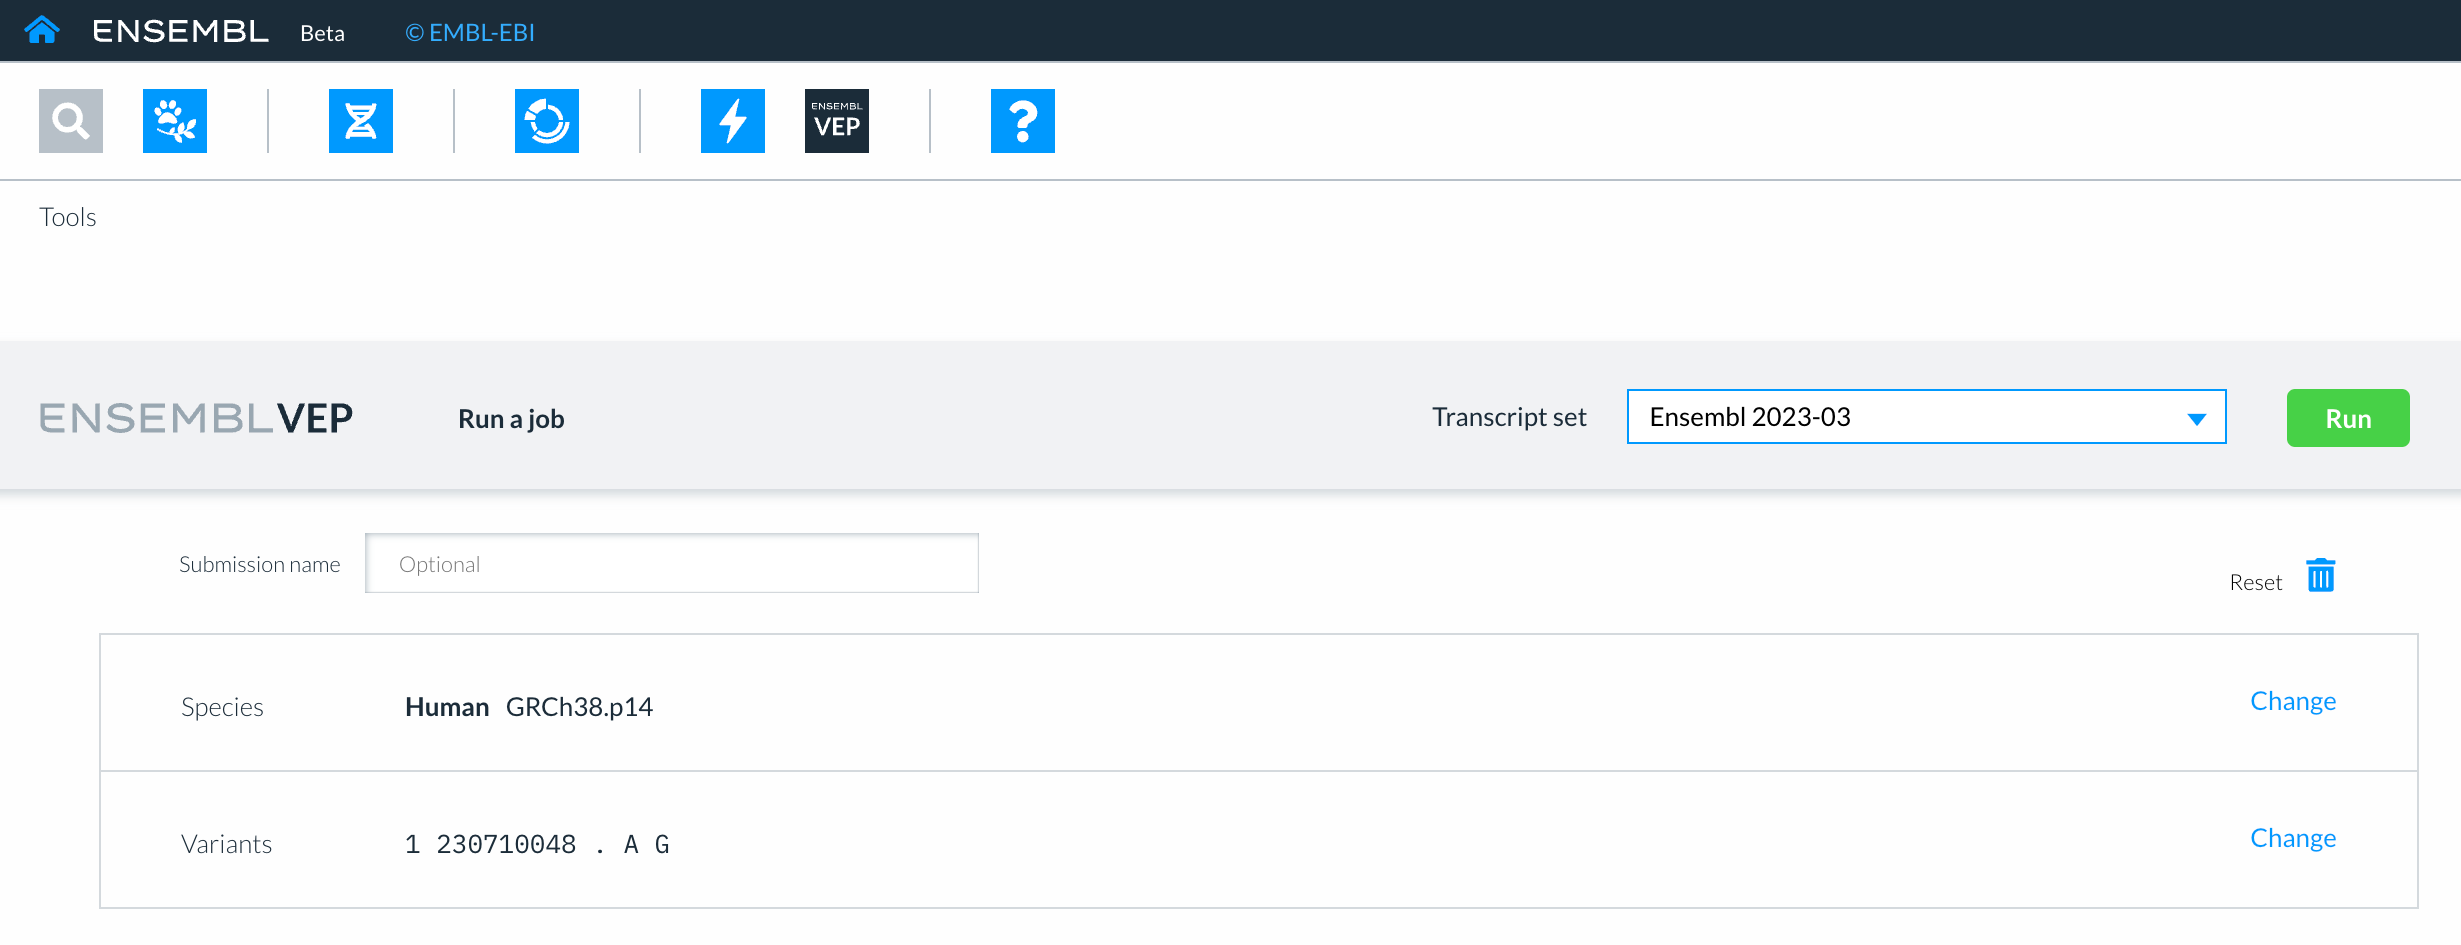 ENSEMBL Beta © EMBL-EBI
ENSEMBL
VEP
?
Tools
ENSEMBLVEP Run a job Transcript set Ensembl 2023-03 Run
Submission name Optional Reset
Species Human GRCh38.p14 Change
Variants 1 230710048 . A G Change